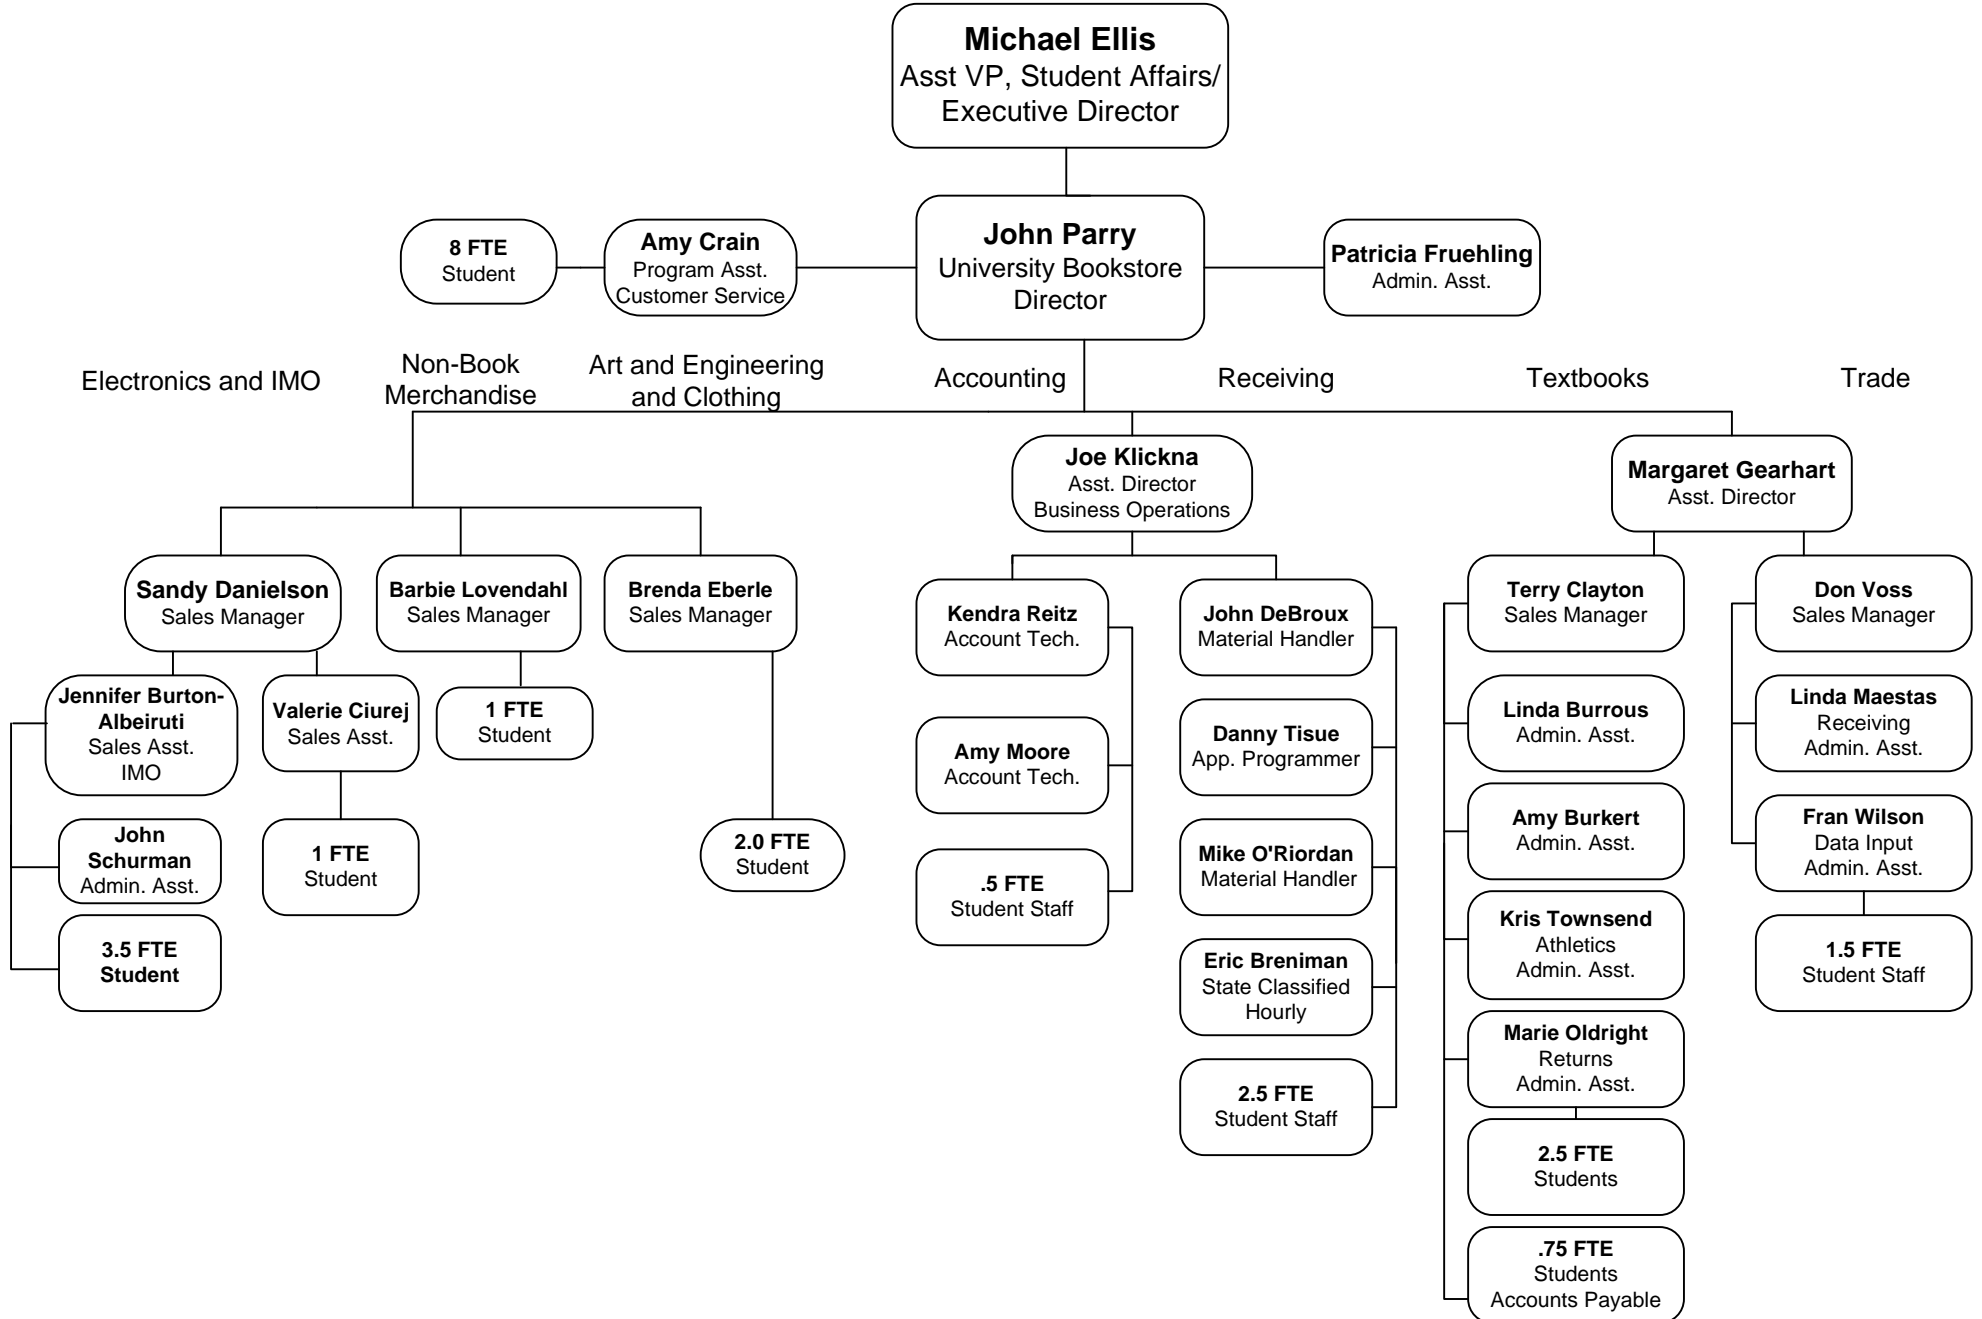 Michael Ellis
Asst VP, Student Affairs/
Executive Director
8 FTE
Student
Amy Crain
Program Asst.
Customer Service
John Parry
University Bookstore
Director
Patricia Fruehling
Admin. Asst.
Electronics and IMO
Non-Book
Merchandise
Art and Engineering
and Clothing
Accounting
Receiving
Textbooks
Trade
Joe Klickna
Asst. Director
Business Operations
Margaret Gearhart
Asst. Director
Sandy Danielson
Sales Manager
Barbie Lovendahl
Sales Manager
Brenda Eberle
Sales Manager
Jennifer Burton-
Albeiruti
Sales Asst.
IMO
Valerie Ciurej
Sales Asst.
1 FTE
Student
John
Schurman
Admin. Asst.
1 FTE
Student
2.0 FTE
Student
3.5 FTE
Student
Kendra Reitz
Account Tech.
Amy Moore
Account Tech.
.5 FTE
Student Staff
John DeBroux
Material Handler
Danny Tisue
App. Programmer
Mike O'Riordan
Material Handler
Eric Breniman
State Classified
Hourly
2.5 FTE
Student Staff
Terry Clayton
Sales Manager
Linda Burrous
Admin. Asst.
Amy Burkert
Admin. Asst.
Kris Townsend
Athletics
Admin. Asst.
Marie Oldright
Returns
Admin. Asst.
2.5 FTE
Students
.75 FTE
Students
Accounts Payable
Don Voss
Sales Manager
Linda Maestas
Receiving
Admin. Asst.
Fran Wilson
Data Input
Admin. Asst.
1.5 FTE
Student Staff